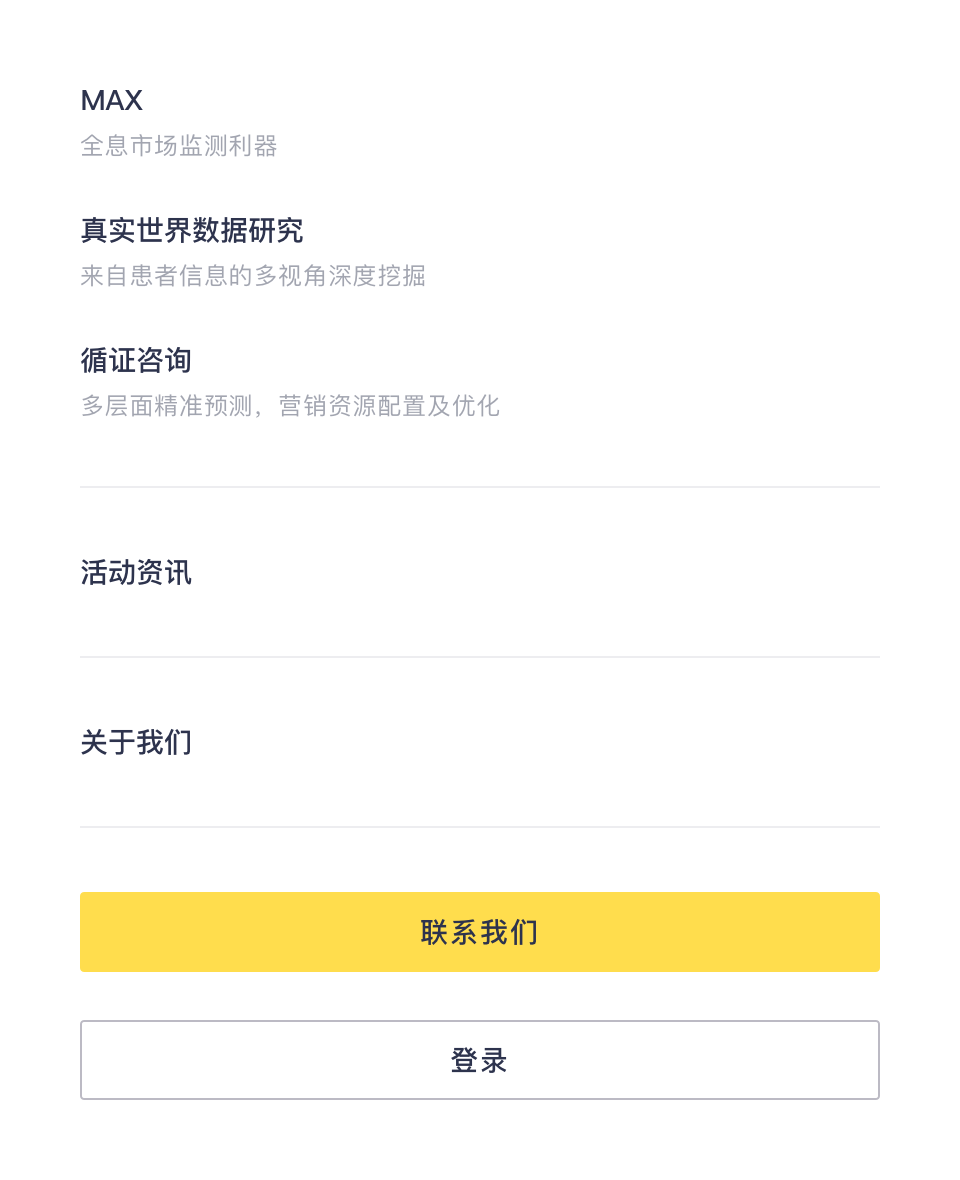 MAX
全息市场监测利器
真实世界数据研究
来自患者信息的多视角深度挖掘
循证咨询
多层面精准预测，营销资源配置及优化
活动资讯
关于我们
联系我们
登录